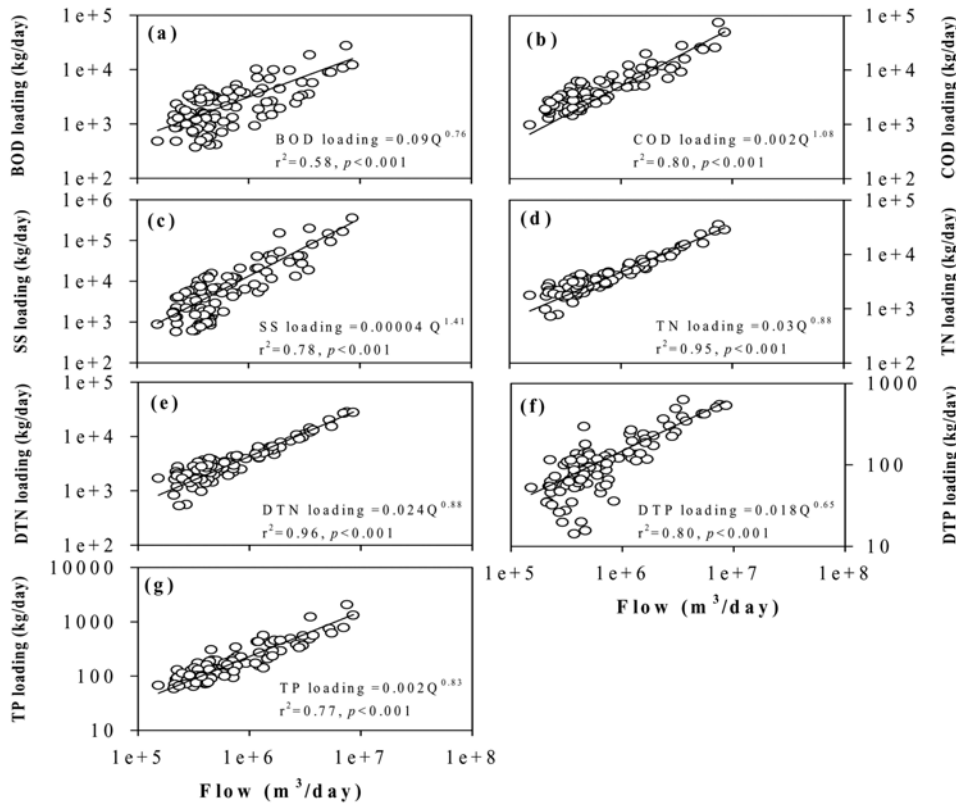 1e+5
(a)
1e+4
1e+3
1e+2
BOD loading (kg/day)
BOD loading =0.09Q^0.76
r²=0.58, p<0.001
(b)
1e+5
1e+4
1e+3
1e+2
COD loading (kg/day)
COD loading =0.002Q^1.08
r²=0.80, p<0.001
1e+6
(c)
1e+5
1e+4
1e+3
1e+2
SS loading (kg/day)
SS loading =0.00004 Q^1.41
r²=0.78, p<0.001
(d)
1e+5
1e+4
1e+3
1e+2
TN loading (kg/day)
TN loading =0.03Q^0.88
r²=0.95, p<0.001
1e+5
(e)
1e+4
1e+3
1e+2
DTN loading (kg/day)
DTN loading =0.024Q^0.88
r²=0.96, p<0.001
(f)
1000
100
10
DTP loading (kg/day)
DTP loading =0.018Q^0.65
r²=0.80, p<0.001
1e+5 1e+6 1e+7 1e+8
Flow (m³/day)
10000
(g)
1000
100
10
TP loading (kg/day)
TP loading =0.002Q^0.83
r²=0.77, p<0.001
1e+5 1e+6 1e+7 1e+8
Flow (m³/day)